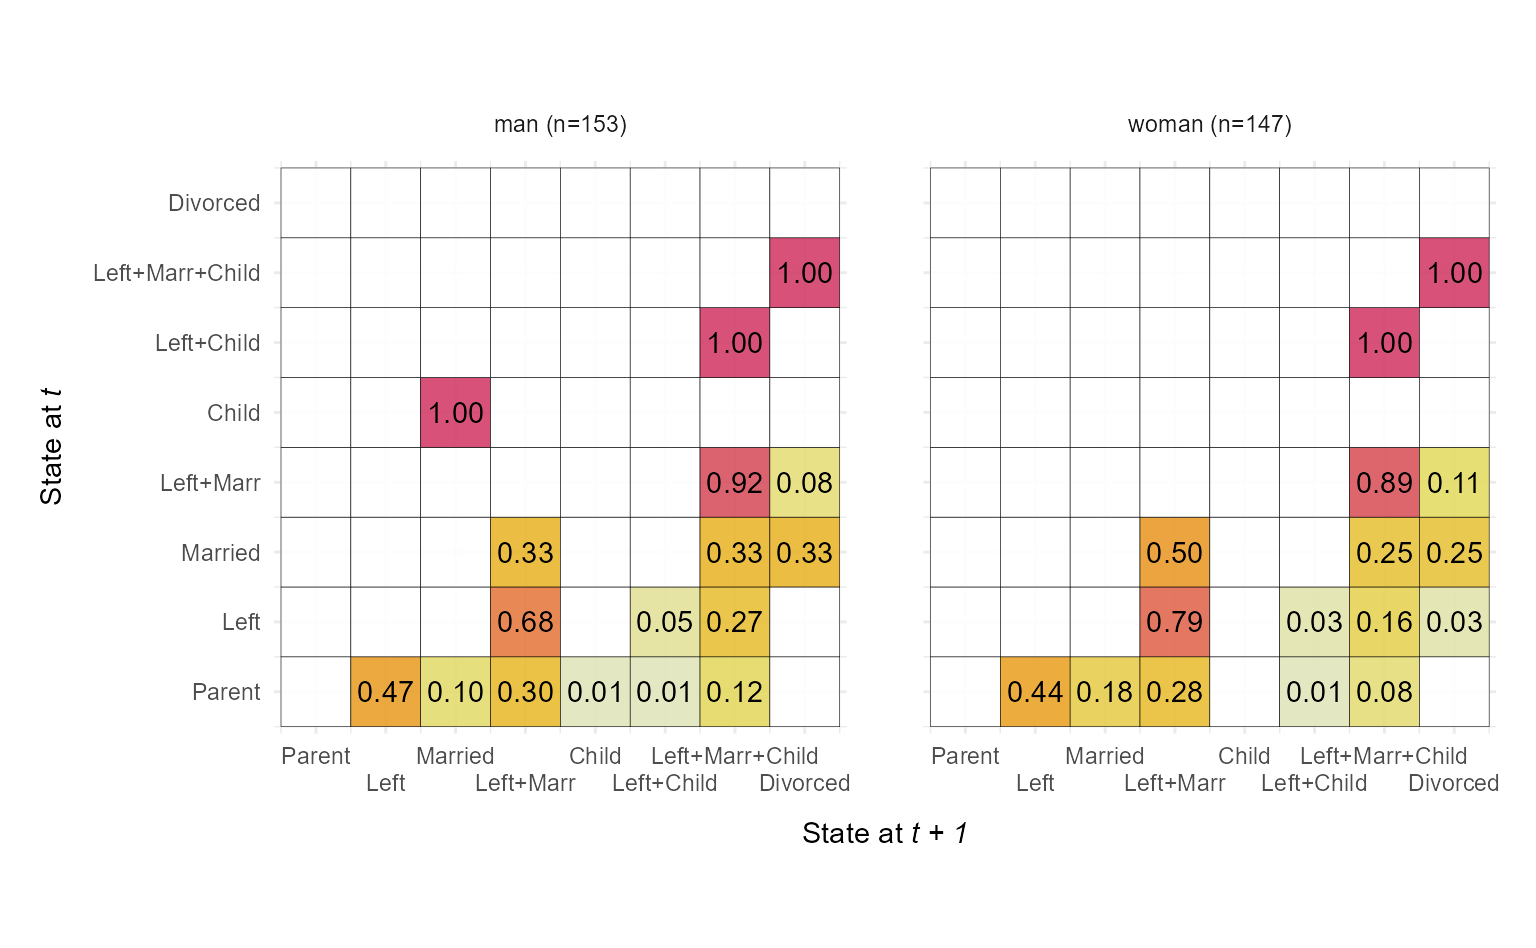 man (n=153) woman (n=147)
Divorced
Left+Marr+Child 1.00 1.00
Left+Child 1.00 1.00
Child 1.00
Left+Marr 0.92 0.08 0.89 0.11
Married 0.33 0.33 0.33 0.50 0.25 0.25
Left 0.68 0.05 0.27 0.79 0.03 0.16 0.03
Parent 0.47 0.10 0.30 0.01 0.01 0.12 0.44 0.18 0.28 0.01 0.08
State at t
Parent Married Child Left+Marr+Child Parent Married Child Left+Marr+Child
Left Left+Marr Left+Child Divorced Left Left+Marr Left+Child Divorced
State at t + 1